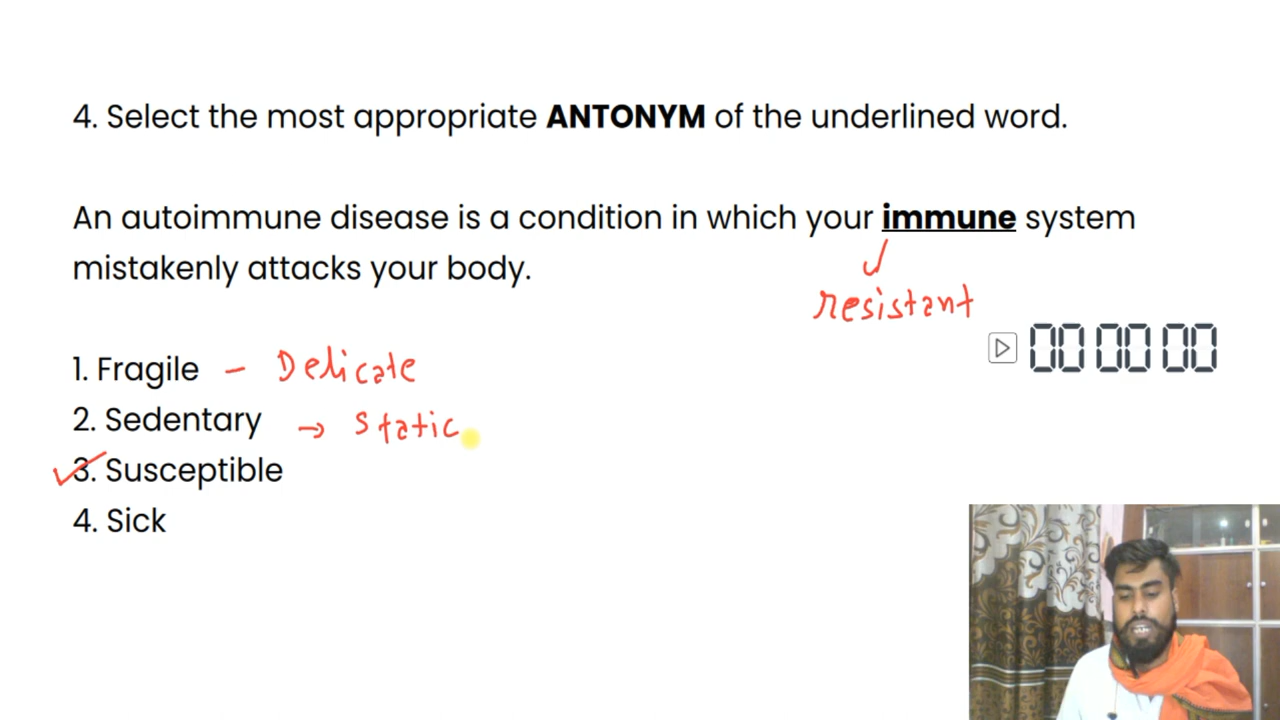 4. Select the most appropriate ANTONYM of the underlined word.
An autoimmune disease is a condition in which your immune system
mistakenly attacks your body.
resistant
00 00 00
1. Fragile - Delicate
2. Sedentary → Static
3. Susceptible
4. Sick